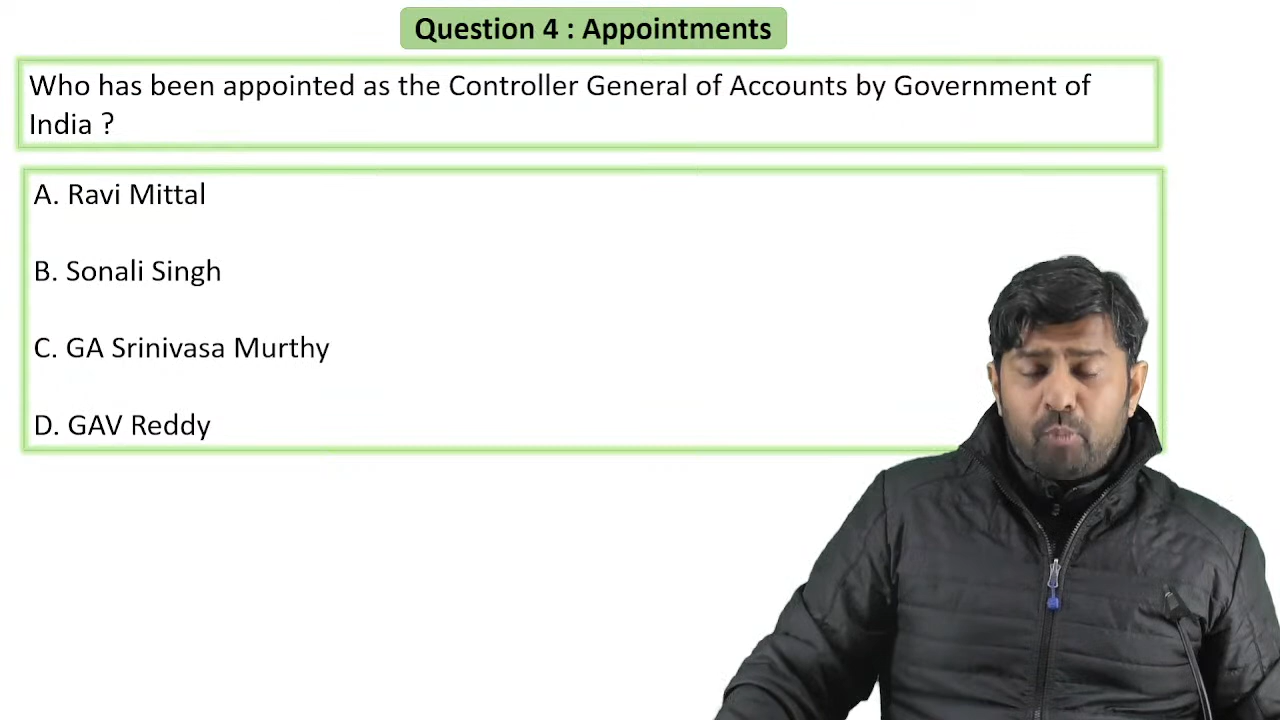 Question 4 : Appointments
Who has been appointed as the Controller General of Accounts by Government of
India ?
A. Ravi Mittal
B. Sonali Singh
C. GA Srinivasa Murthy
D. GAV Reddy